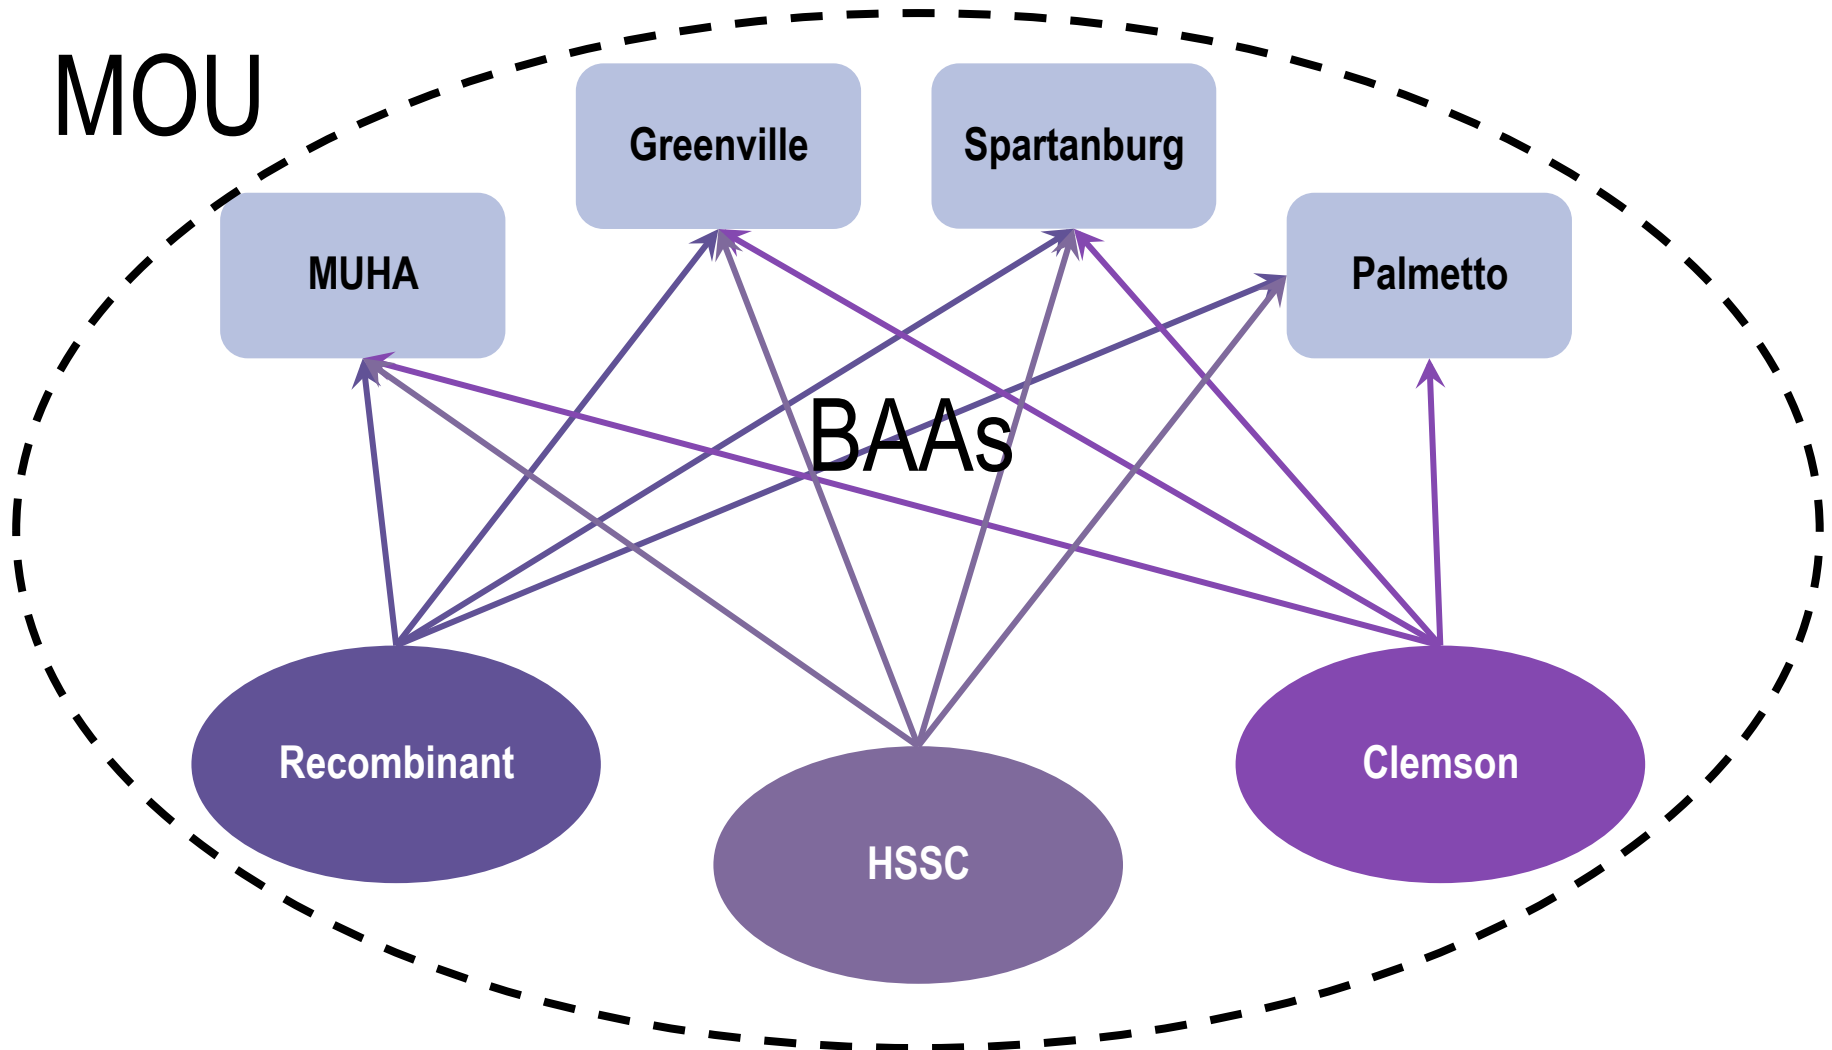 MOU
Greenville
Spartanburg
MUHA
Palmetto
BAAs
Recombinant
Clemson
HSSC